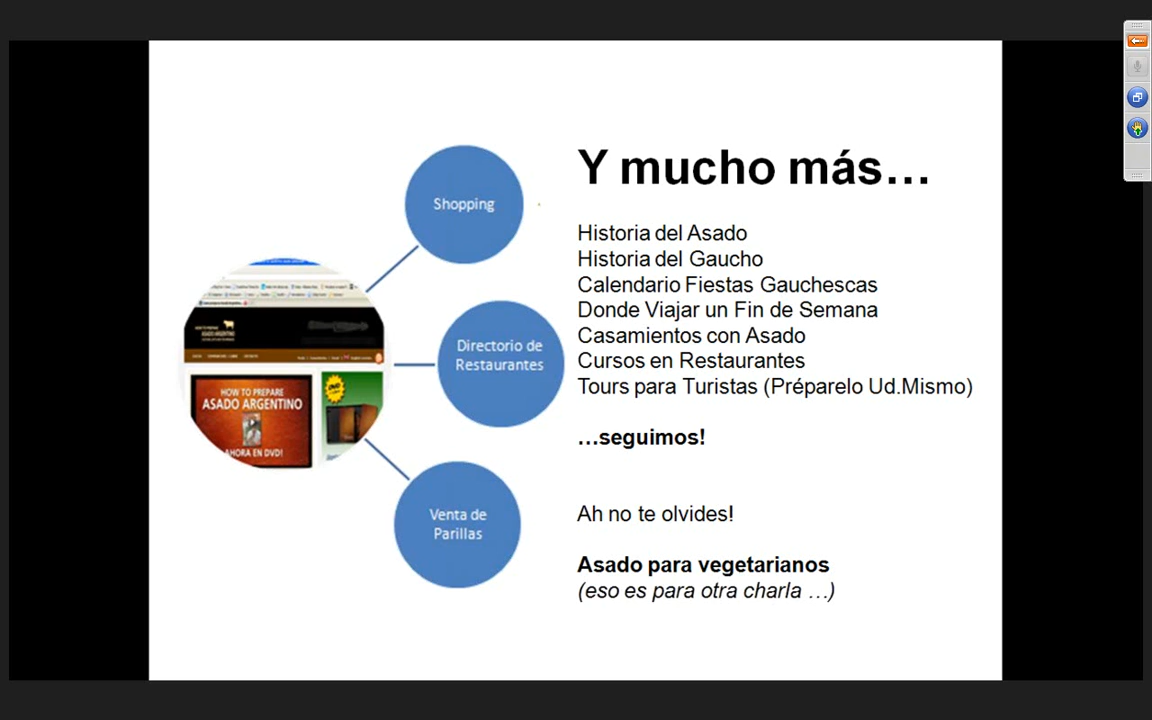 Y mucho más…
Shopping
Historia del Asado
Historia del Gaucho
Calendario Fiestas Gauchescas
Donde Viajar un Fin de Semana
Casamientos con Asado
Cursos en Restaurantes
Tours para Turistas (Préparelo Ud.Mismo)
Directorio de
Restaurantes
HOW TO PREPARE
ASADO ARGENTINO
AHORA EN DVD!
…seguimos!
Venta de
Parillas
Ah no te olvides!
Asado para vegetarianos
(eso es para otra charla …)